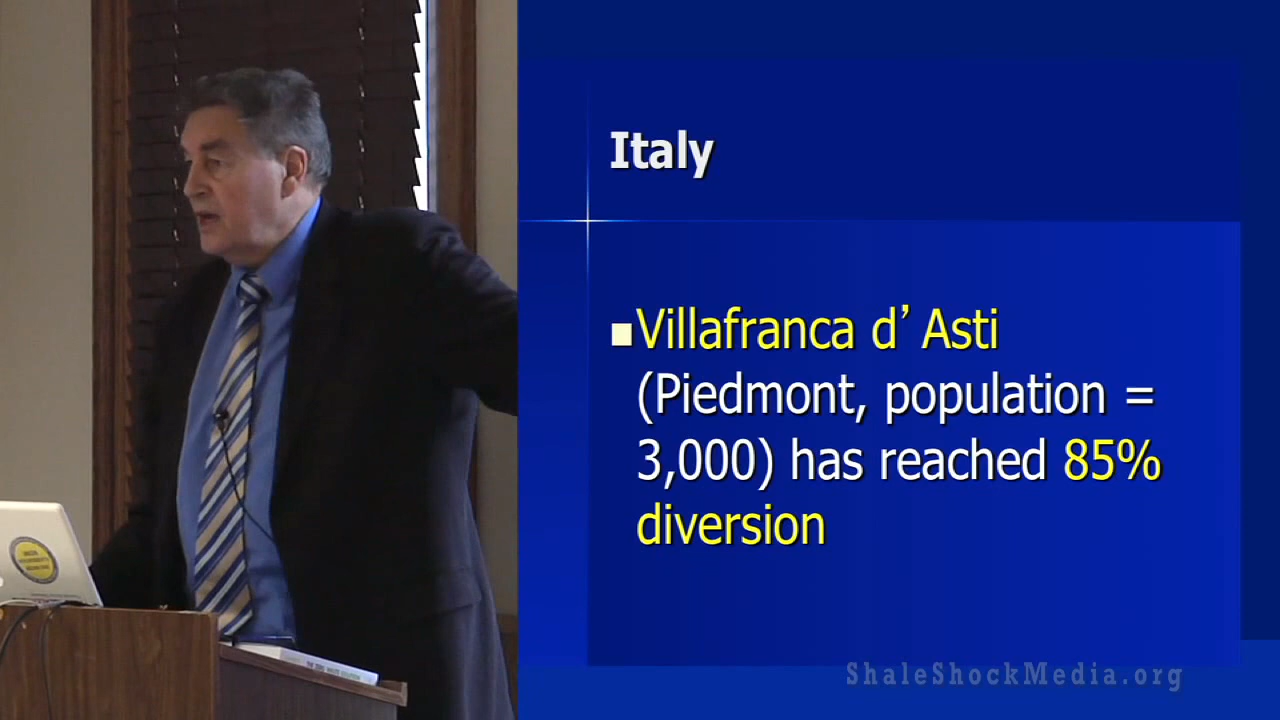 Italy
Villafranca d’ Asti
(Piedmont, population =
3,000) has reached 85%
diversion
ShaleShockMedia.org